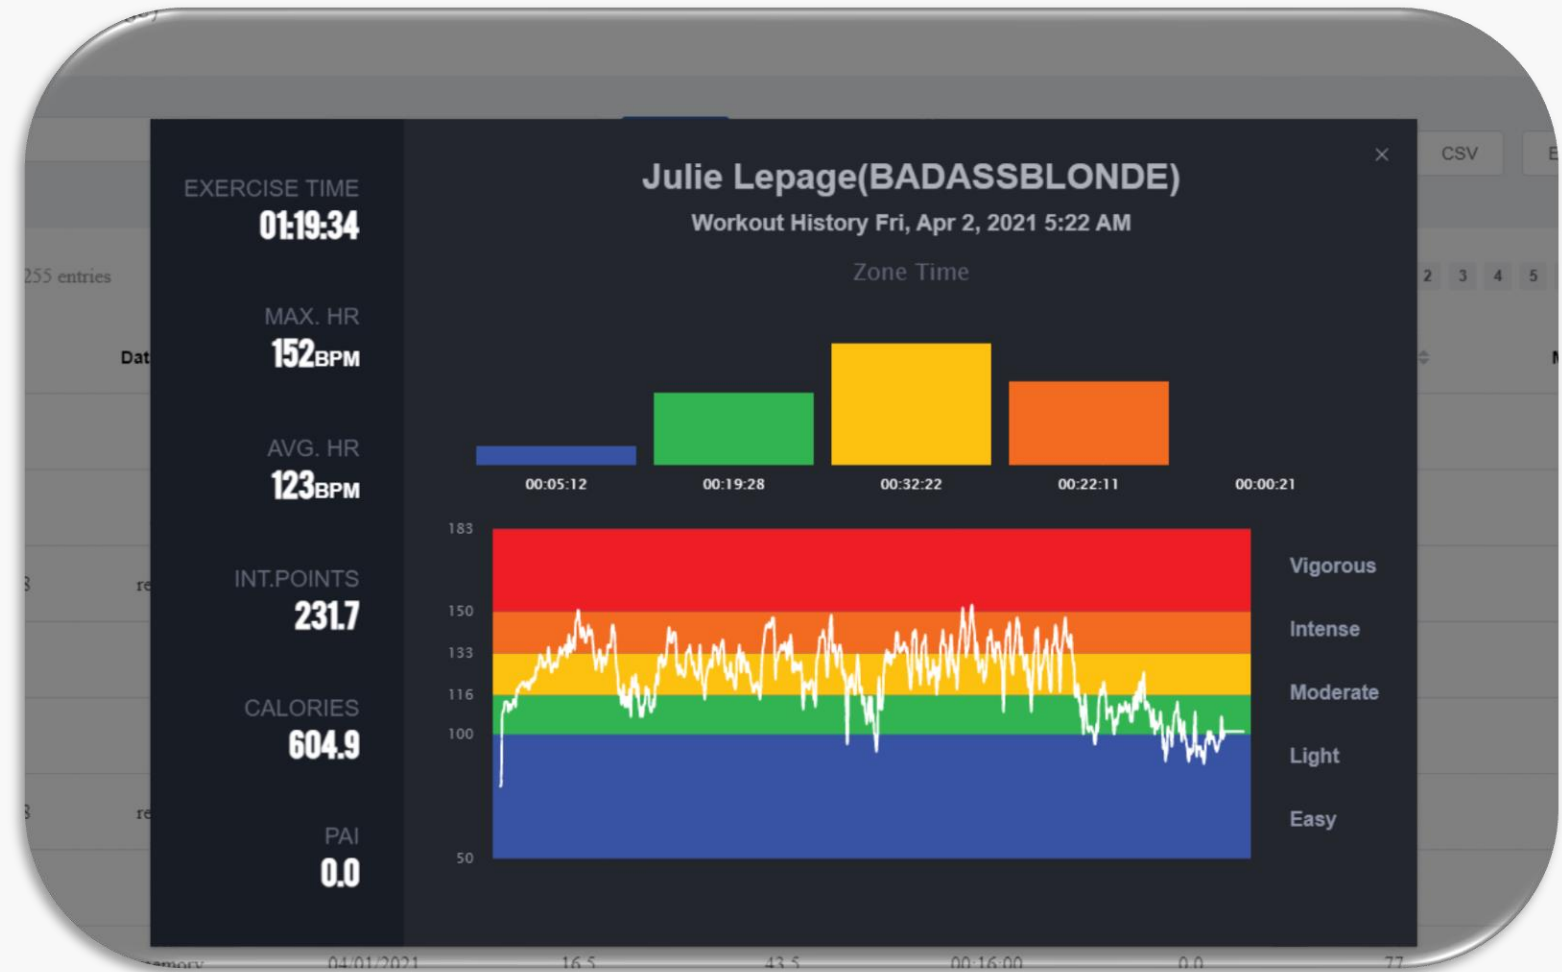 255 entries
CSV
2 3 4 5
EXERCISE TIME
01:19:34
MAX. HR
152BPM
AVG. HR
123BPM
INT.POINTS
231.7
CALORIES
604.9
PAI
0.0
Julie Lepage(BADASSBLONDE)
Workout History Fri, Apr 2, 2021 5:22 AM
Zone Time
00:05:12 00:19:28 00:32:22 00:22:11 00:00:21
183
150
133
116
100
50
Vigorous
Intense
Moderate
Light
Easy
04/01/2021 16.5 43.5 00:16:00 0.0 77